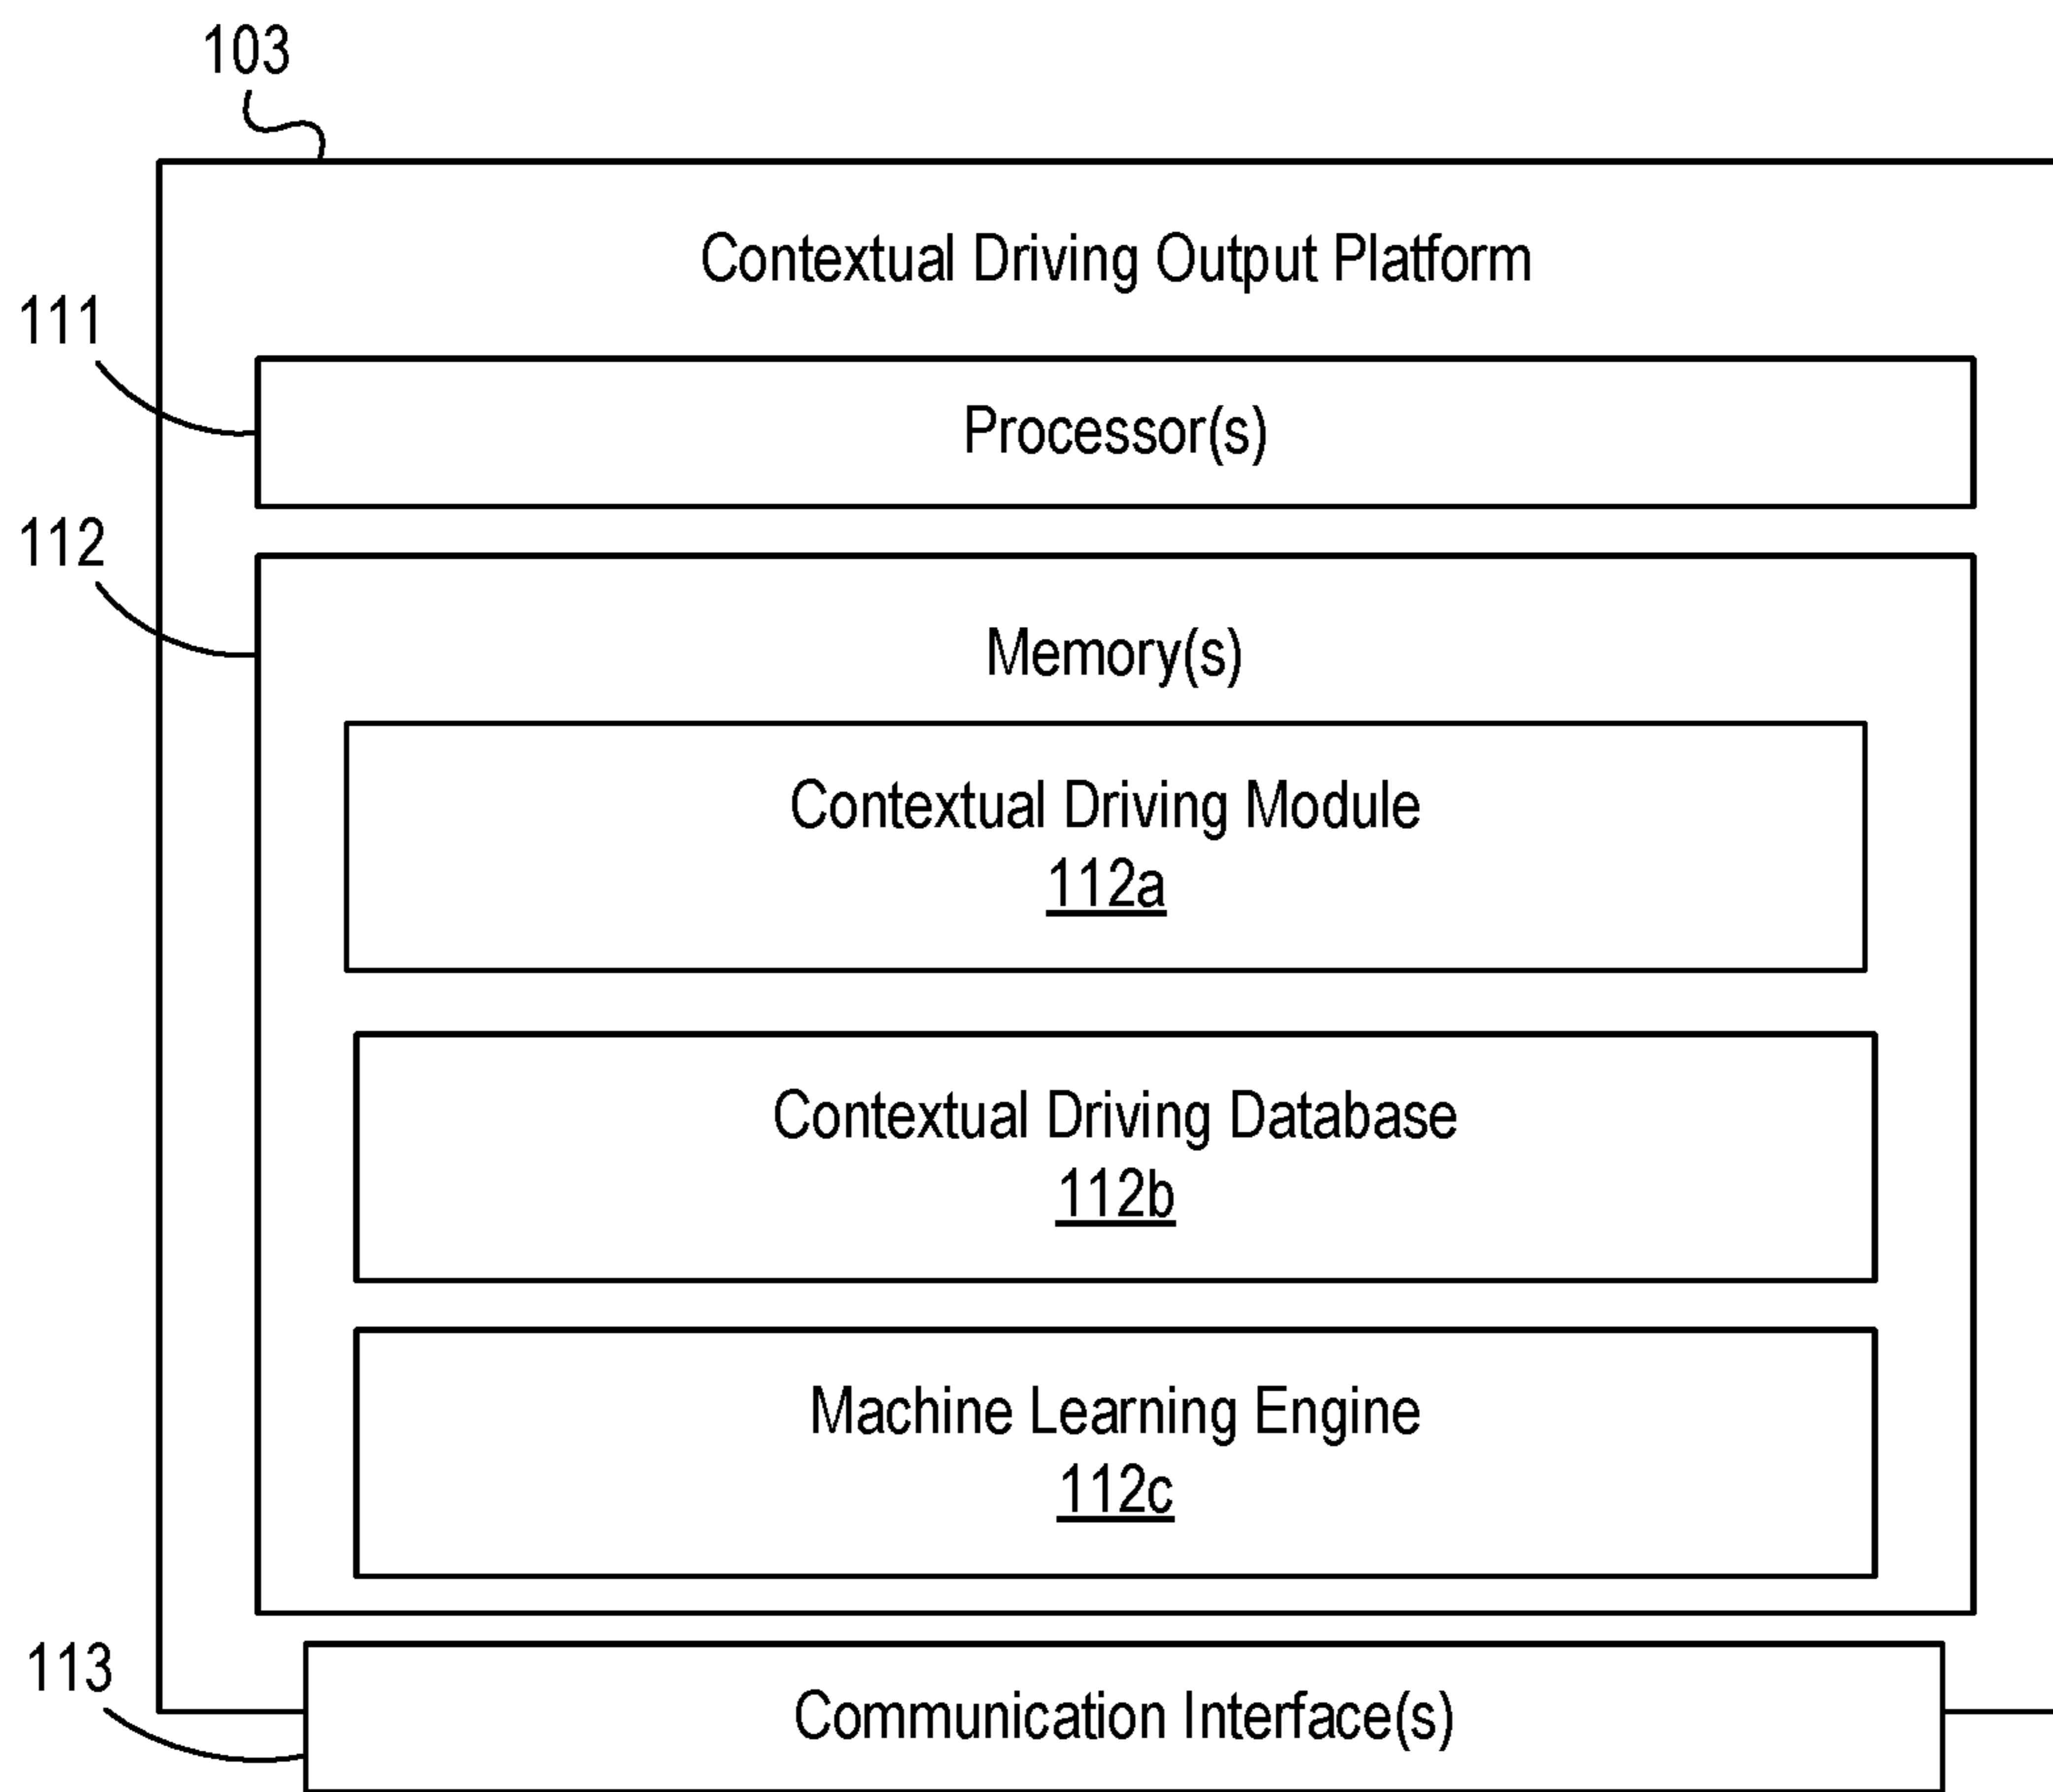 103
Contextual Driving Output Platform
111
Processor(s)
112
Memory(s)
Contextual Driving Module
112a
Contextual Driving Database
112b
Machine Learning Engine
112c
113
Communication Interface(s)